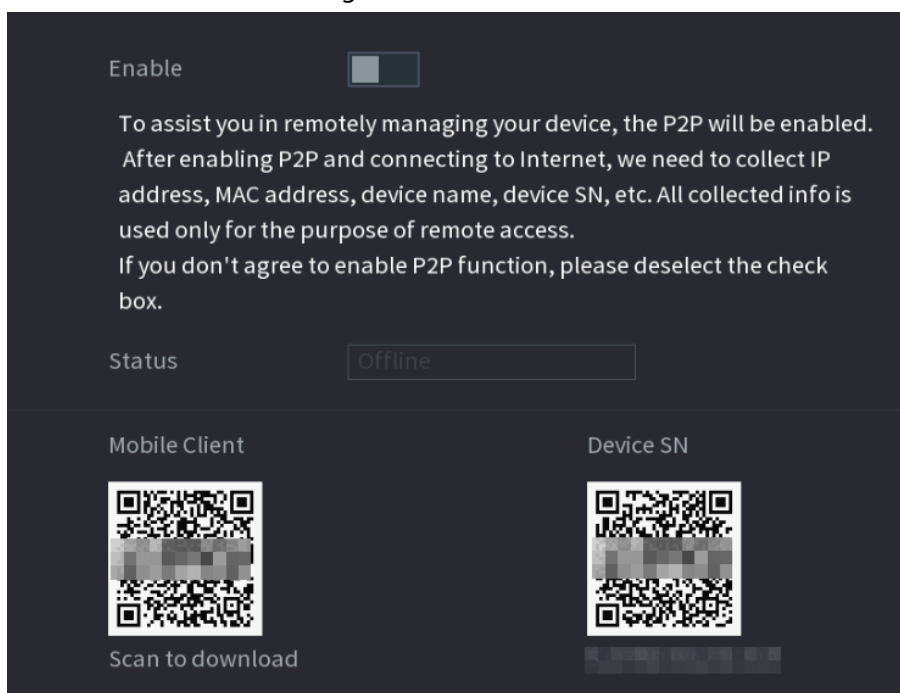 Enable
To assist you in remotely managing your device, the P2P will be enabled.
After enabling P2P and connecting to Internet, we need to collect IP
address, MAC address, device name, device SN, etc. All collected info is
used only for the purpose of remote access.
If you don't agree to enable P2P function, please deselect the check
box.
Status
Offline
Mobile Client
Device SN
Scan to download